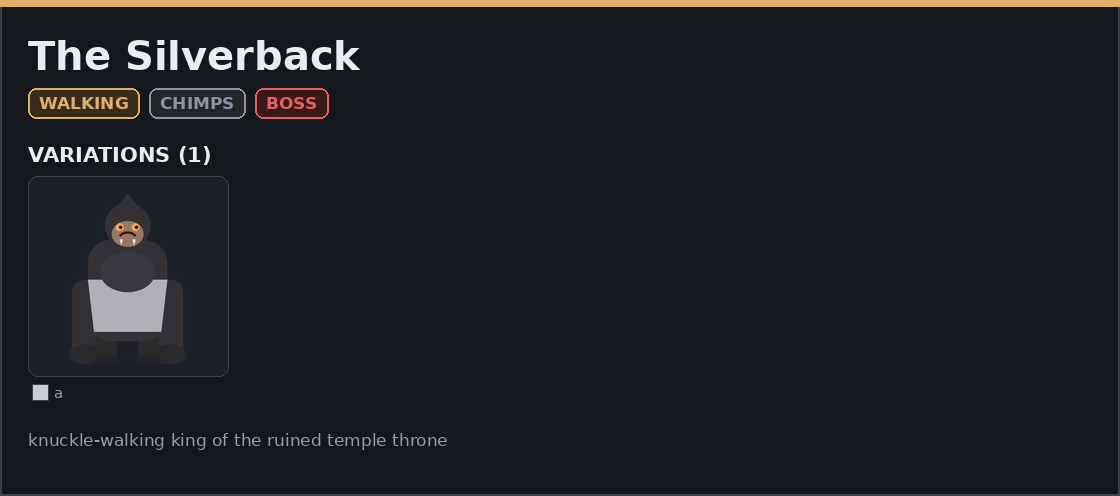 The Silverback
WALKING CHIMPS BOSS
VARIATIONS (1)
a
knuckle-walking king of the ruined temple throne